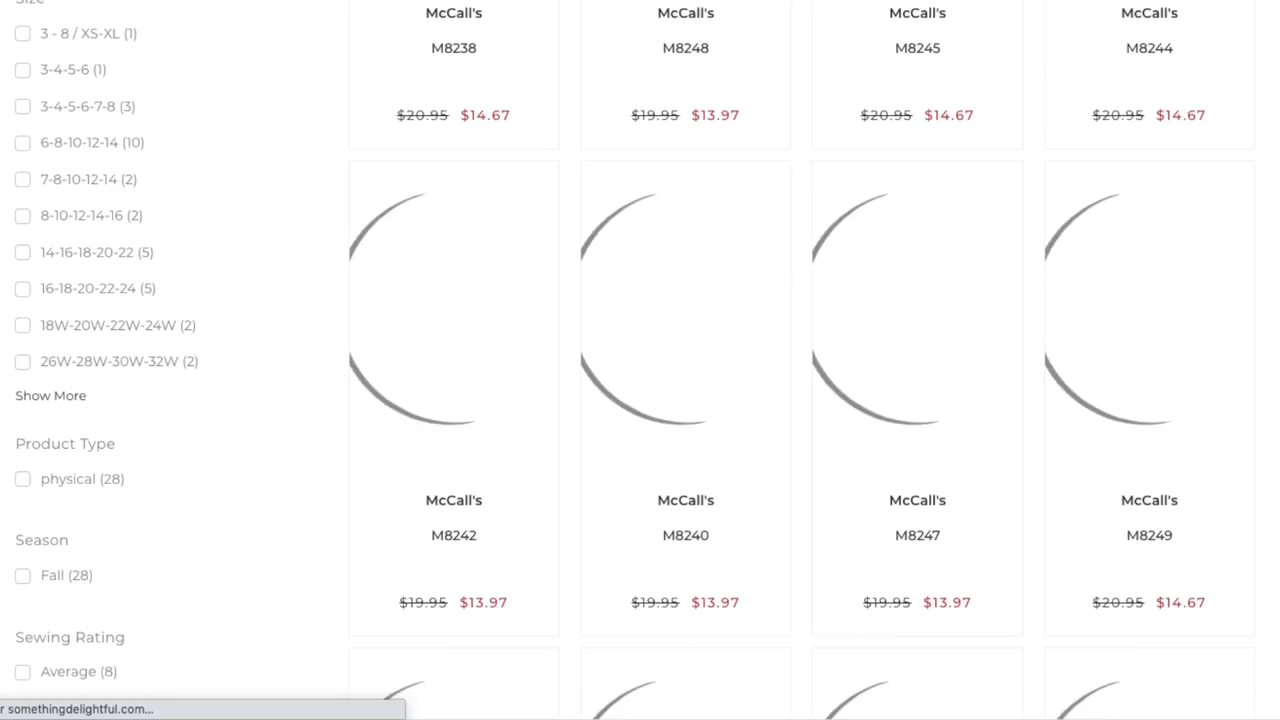 Size
3 - 8 / XS-XL (1)
3-4-5-6 (1)
3-4-5-6-7-8 (3)
6-8-10-12-14 (10)
7-8-10-12-14 (2)
8-10-12-14-16 (2)
14-16-18-20-22 (5)
16-18-20-22-24 (5)
18W-20W-22W-24W (2)
26W-28W-30W-32W (2)
Show More
Product Type
physical (28)
Season
Fall (28)
Sewing Rating
Average (8)
McCall's McCall's McCall's McCall's
M8238 M8248 M8245 M8244
$20.95 $14.67 $19.95 $13.97 $20.95 $14.67 $20.95 $14.67
McCall's McCall's McCall's McCall's
M8242 M8240 M8247 M8249
$19.95 $13.97 $19.95 $13.97 $19.95 $13.97 $20.95 $14.67
r somethingdelightful.com...